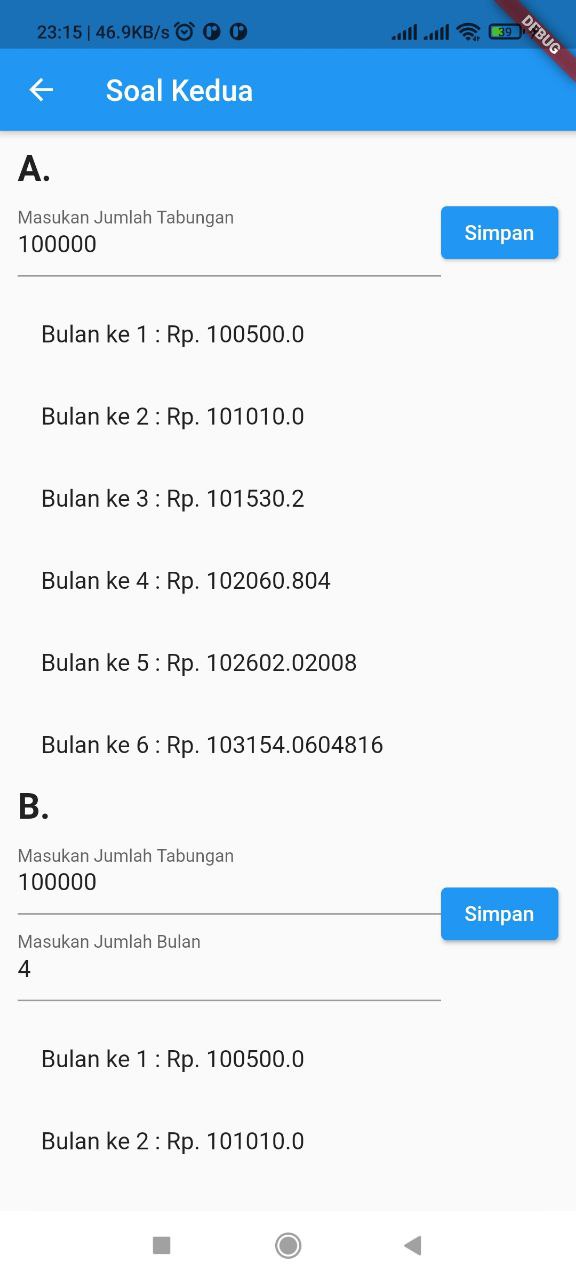 23:15 | 46.9KB/s
39
DEBUG
Soal Kedua
A.
Masukan Jumlah Tabungan
100000
Simpan
Bulan ke 1 : Rp. 100500.0
Bulan ke 2 : Rp. 101010.0
Bulan ke 3 : Rp. 101530.2
Bulan ke 4 : Rp. 102060.804
Bulan ke 5 : Rp. 102602.02008
Bulan ke 6 : Rp. 103154.0604816
B.
Masukan Jumlah Tabungan
100000
Simpan
Masukan Jumlah Bulan
4
Bulan ke 1 : Rp. 100500.0
Bulan ke 2 : Rp. 101010.0